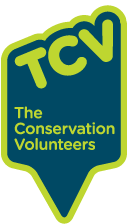 TCV
The
Conservation
Volunteers